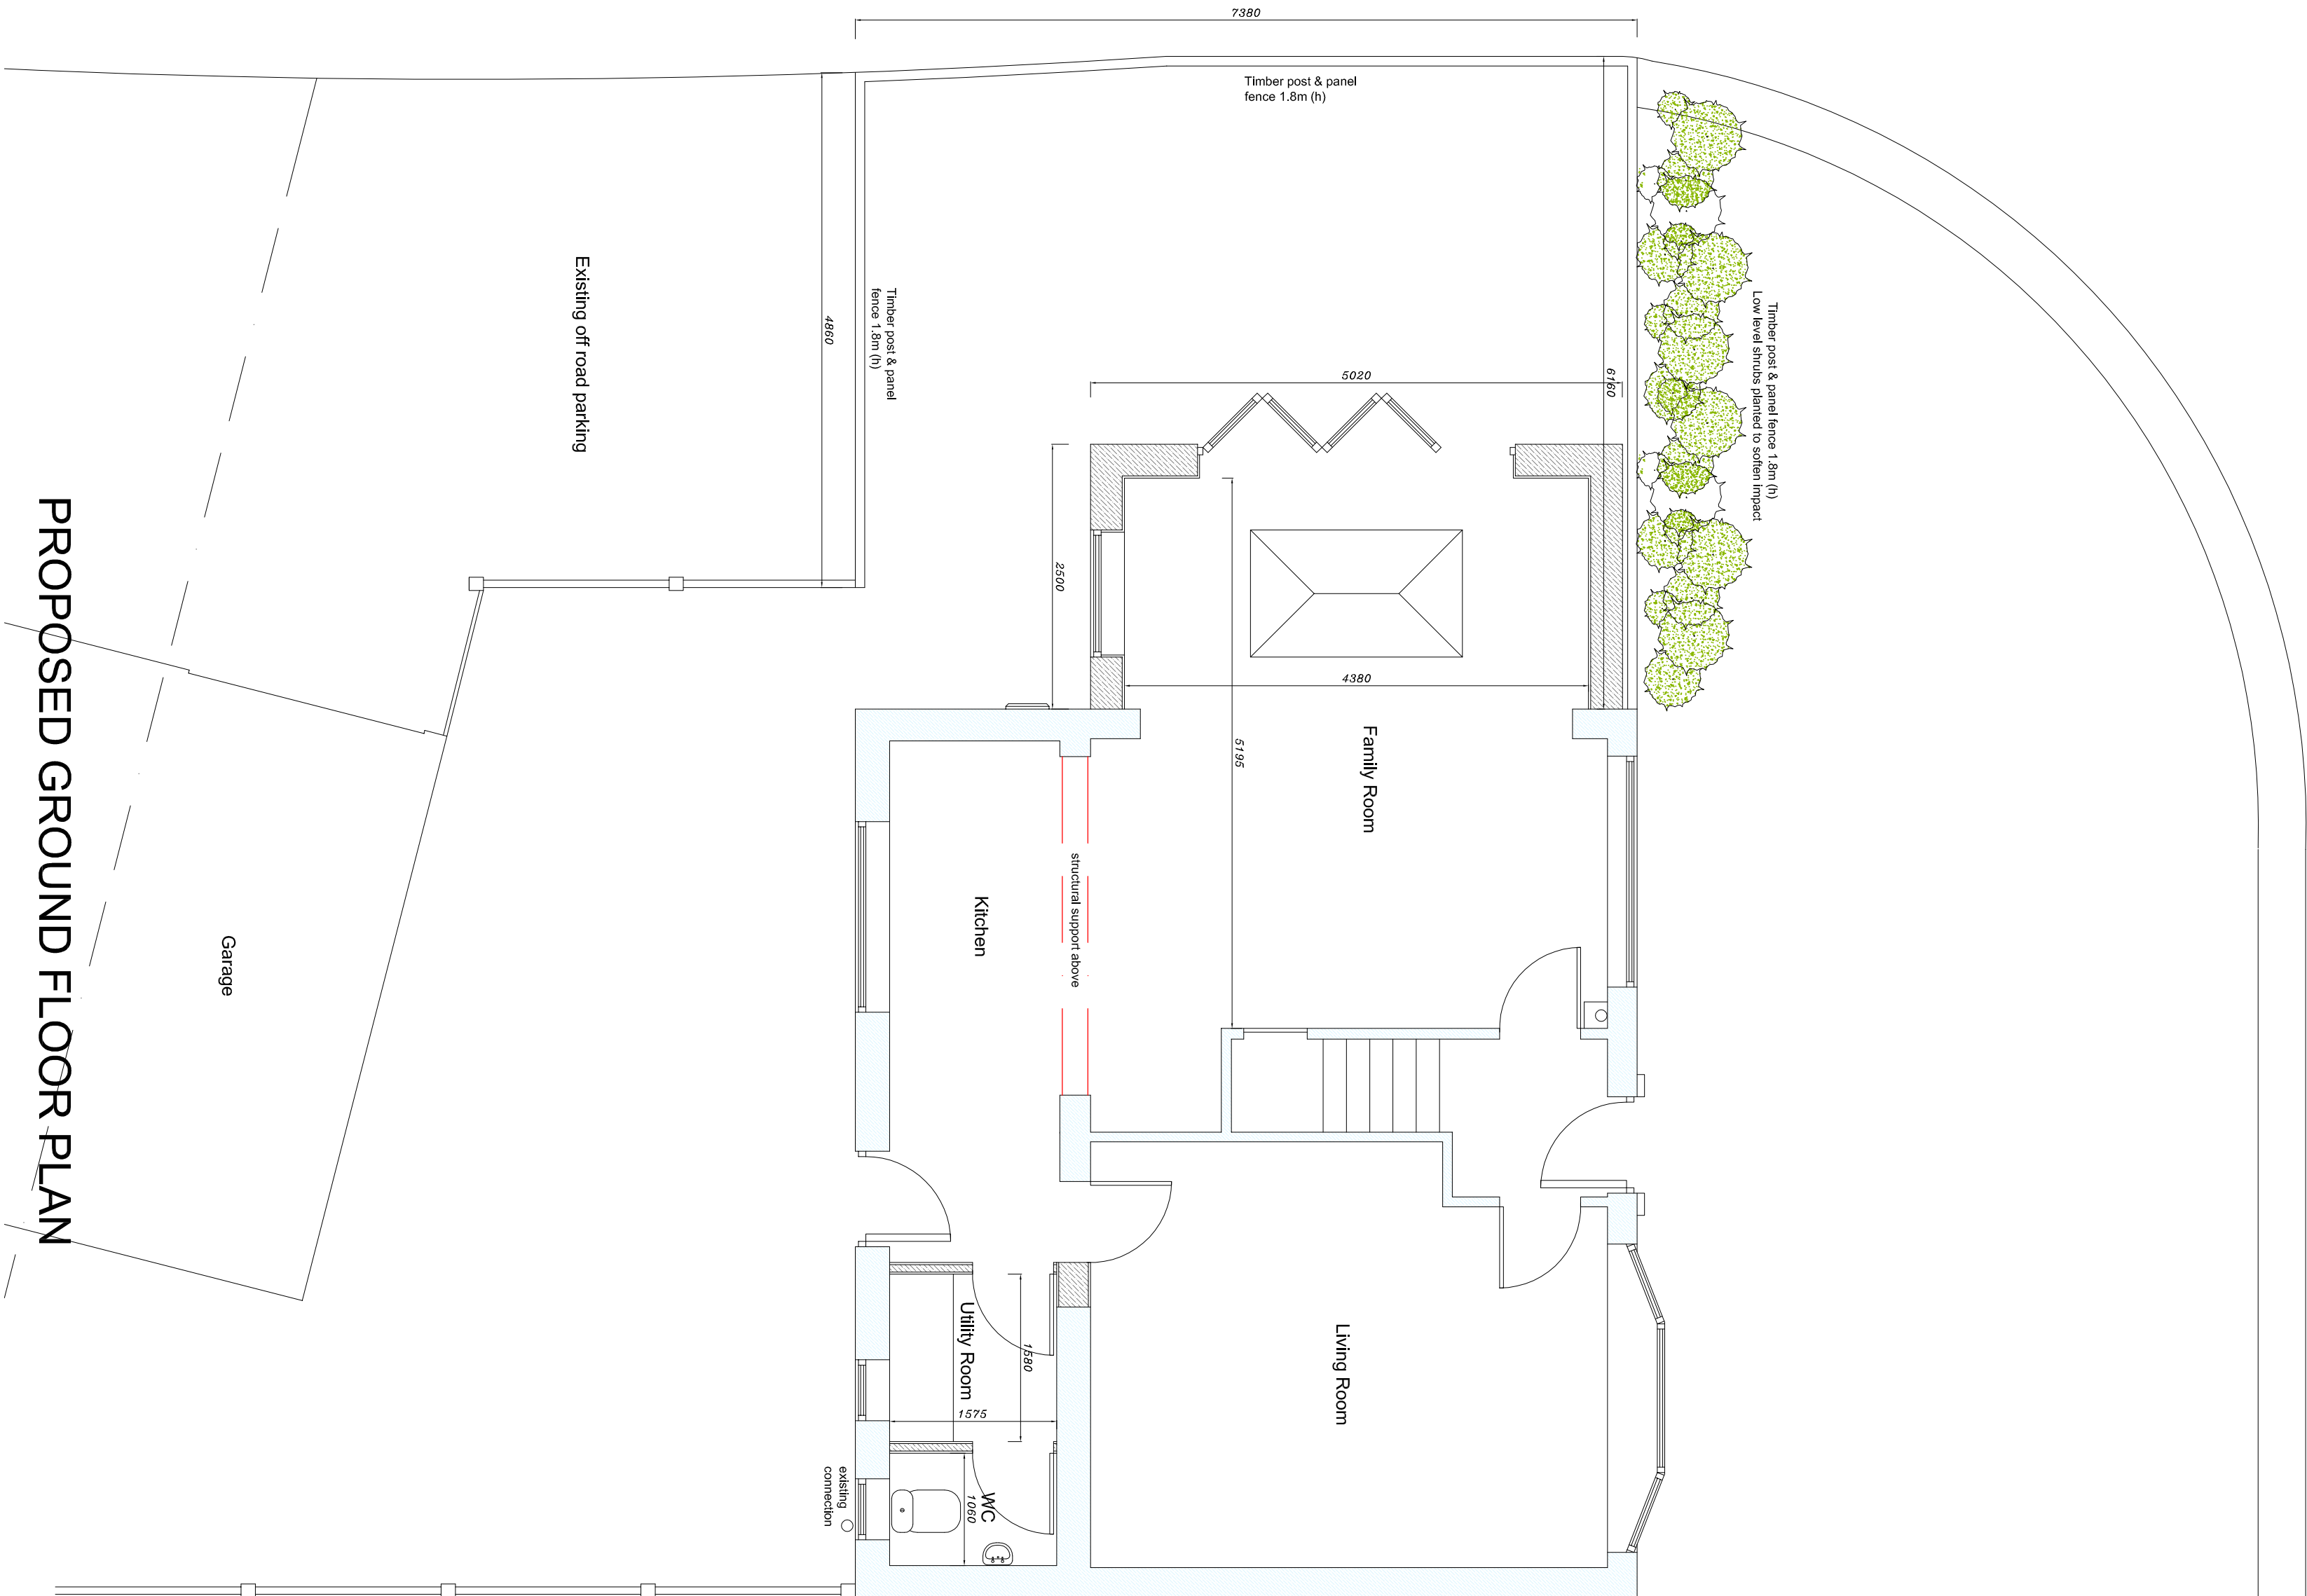 7380
Timber post & panel
fence 1.8m (h)
Timber post & panel fence 1.8m (h)
Low level shrubs planted to soften impact
Timber post & panel
fence 1.8m (h)
4860
Existing off road parking
5020
6160
2500
4380
5195
Family Room
Kitchen
structural support above
Garage
Living Room
Utility Room
1580
1575
WC
1060
existing
connection
PROPOSED GROUND FLOOR PLAN